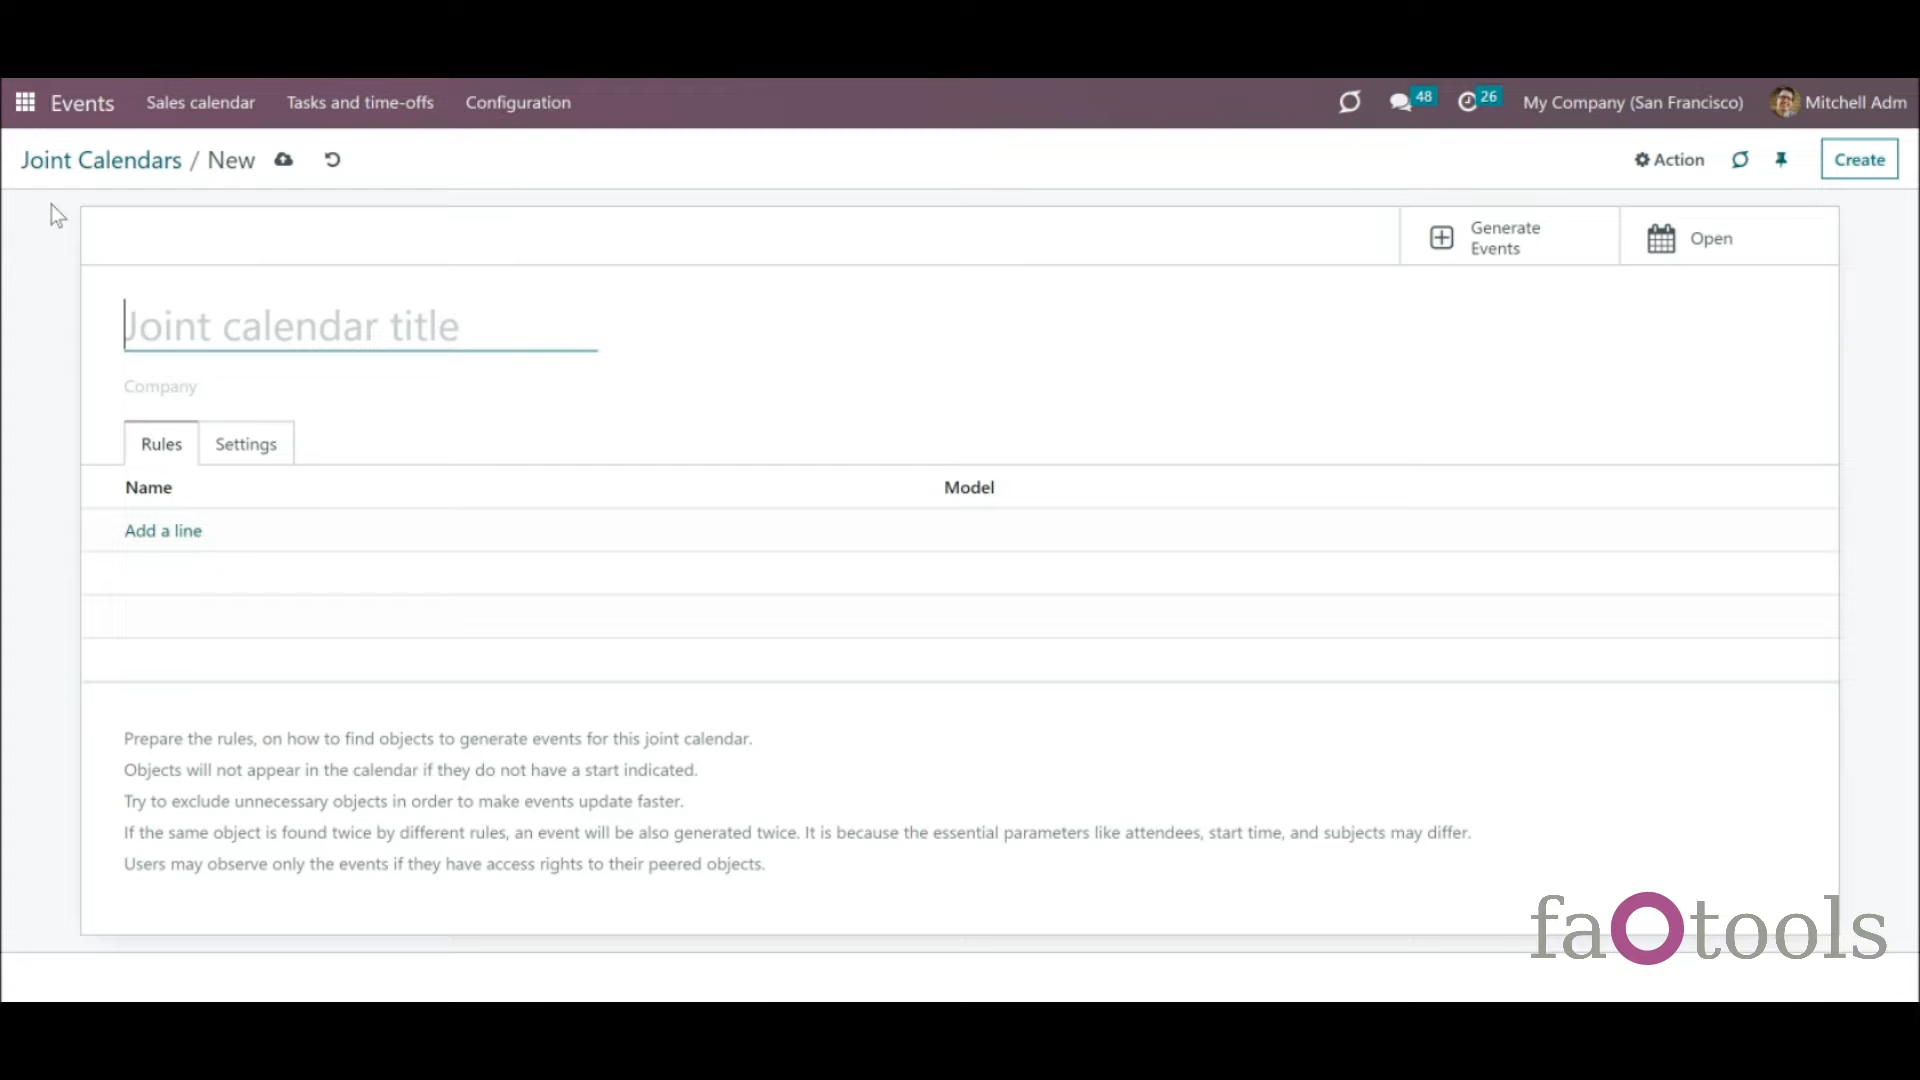 Events Sales calendar Tasks and time-offs Configuration 48 26 My Company (San Francisco) Mitchell Adm
Joint Calendars / New Action Create
Generate
Events
Open
Joint calendar title
Company
Rules Settings
Name Model
Add a line
Prepare the rules, on how to find objects to generate events for this joint calendar.
Objects will not appear in the calendar if they do not have a start indicated.
Try to exclude unnecessary objects in order to make events update faster.
If the same object is found twice by different rules, an event will be also generated twice. It is because the essential parameters like attendees, start time, and subjects may differ.
Users may observe only the events if they have access rights to their peered objects.
faOtools